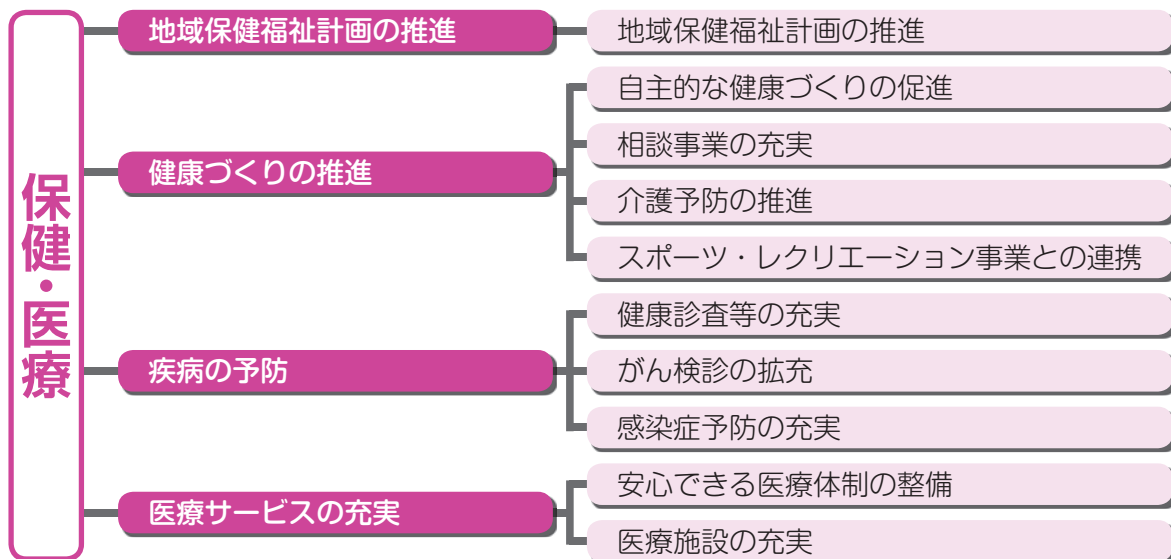 保健・医療
地域保健福祉計画の推進
地域保健福祉計画の推進
健康づくりの推進
自主的な健康づくりの促進
相談事業の充実
介護予防の推進
スポーツ・レクリエーション事業との連携
疾病の予防
健康診査等の充実
がん検診の拡充
感染症予防の充実
医療サービスの充実
安心できる医療体制の整備
医療施設の充実